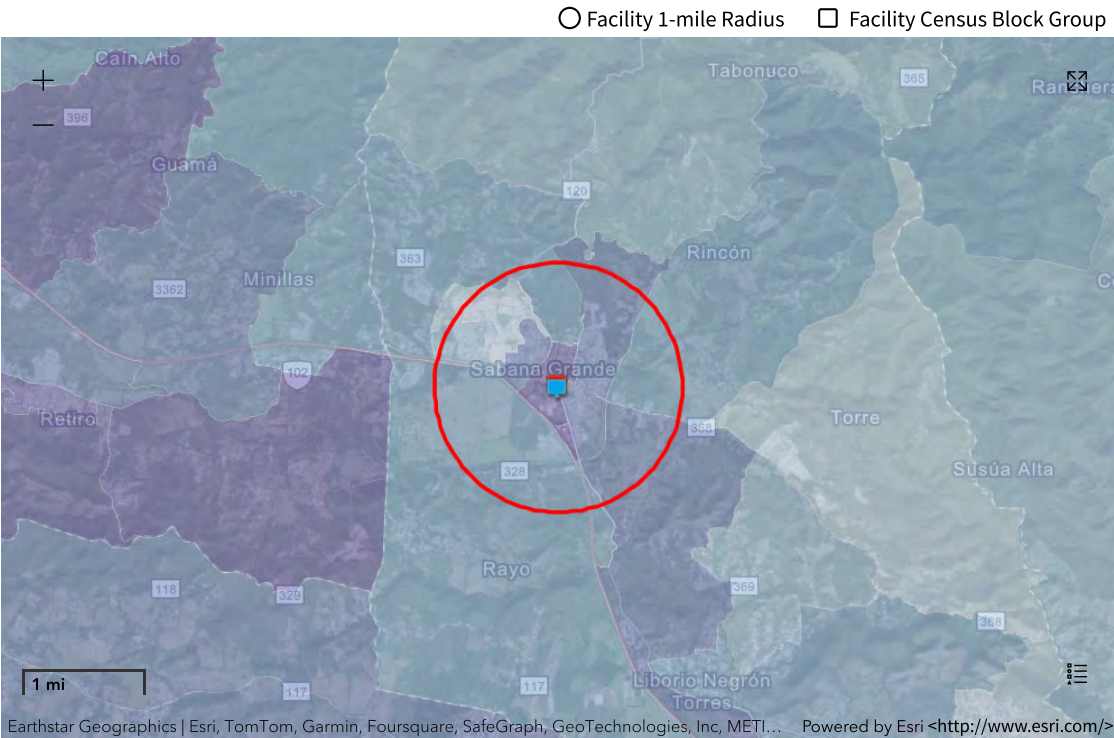 Facility 1-mile Radius
Facility Census Block Group
Cain Alto
Tabonuco
365
396
Guamá
120
Rincón
363
Minillas
3362
Sabana Grande
102
Retiro
Torre
388
328
Susúa Alta
Rayo
118
329
369
368
117
117
Liborio Negrón
Torres
1 mi
Earthstar Geographics | Esri, TomTom, Garmin, Foursquare, SafeGraph, GeoTechnologies, Inc, METI...
Powered by Esri <http://www.esri.com/>